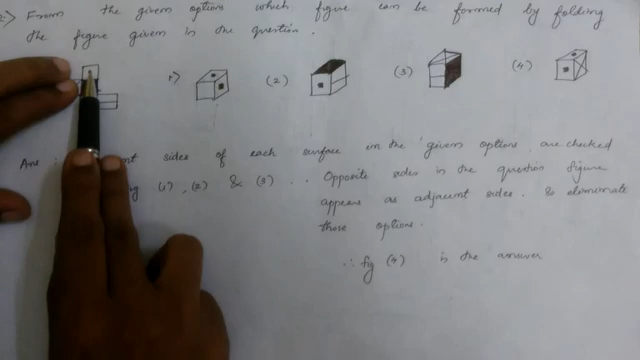 From the given options which figure can be formed by folding
the figure given in the question.
1) (2) (3) (4)
Ans : sides of each surface in the given options are checked
(1), (2) & (3) . . Opposite sides in the question figure
appears as adjacent sides. & eliminate
those options.
∴ fig (4) is the answer